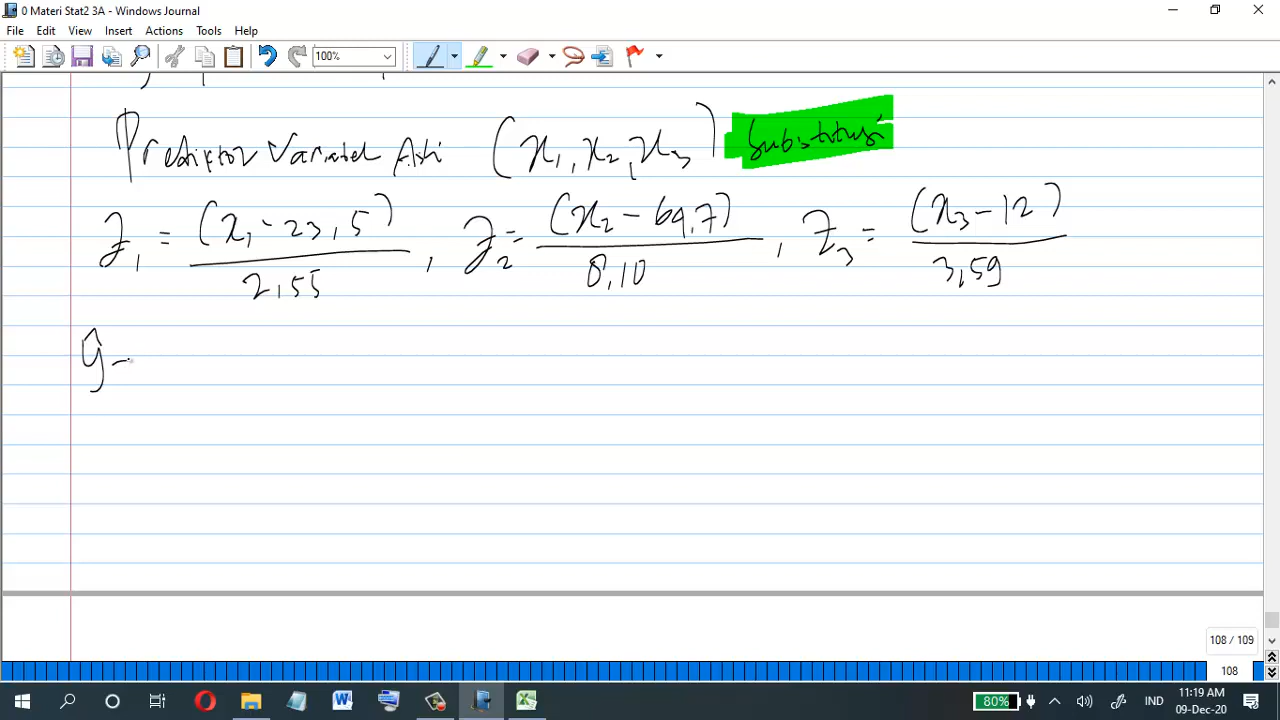 0 Materi Stat2 3A - Windows Journal
File Edit View Insert Actions Tools Help
100%
Prediktor Variabel Asli (x1, x2, x3) Substitusi
z1 = (x1 - 23,5) / 2,55 , z2 = (x2 - 69,7) / 8,10 , z3 = (x3 - 12) / 3,59
ŷ -
108 / 109
108
80% IND 11:19 AM
09-Dec-20